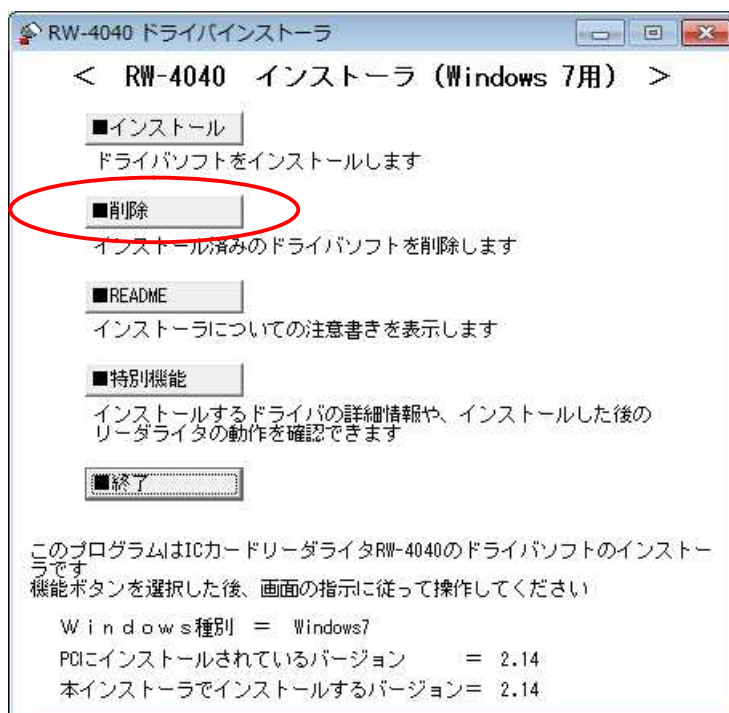 RW-4040 ドライバインストーラ
＜ RW-4040 インストーラ（Windows 7用） ＞
■インストール
ドライバソフトをインストールします
■削除
インストール済みのドライバソフトを削除します
■README
インストーラについての注意書きを表示します
■特別機能
インストールするドライバの詳細情報や、インストールした後の
リーダライタの動作を確認できます
■終了
このプログラムはICカードリーダライタRW-4040のドライバソフトのインストー
ラです
機能ボタンを選択した後、画面の指示に従って操作してください
Ｗｉｎｄｏｗｓ種別 ＝ Windows7
PCにインストールされているバージョン ＝ 2.14
本インストーラでインストールするバージョン＝ 2.14